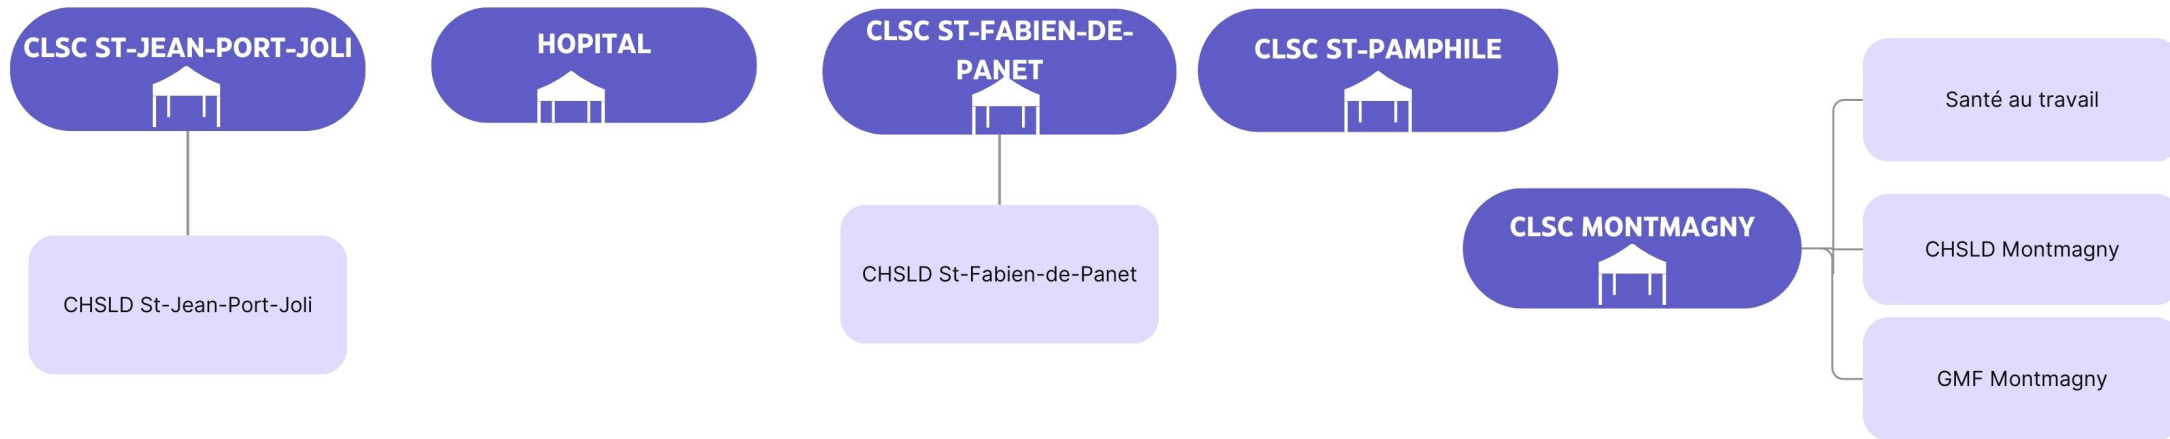 CLSC ST-JEAN-PORT-JOLI
HOPITAL
CLSC ST-FABIEN-DE-
PANET
CLSC ST-PAMPHILE
CHSLD St-Jean-Port-Joli
CHSLD St-Fabien-de-Panet
CLSC MONTMAGNY
Santé au travail
CHSLD Montmagny
GMF Montmagny